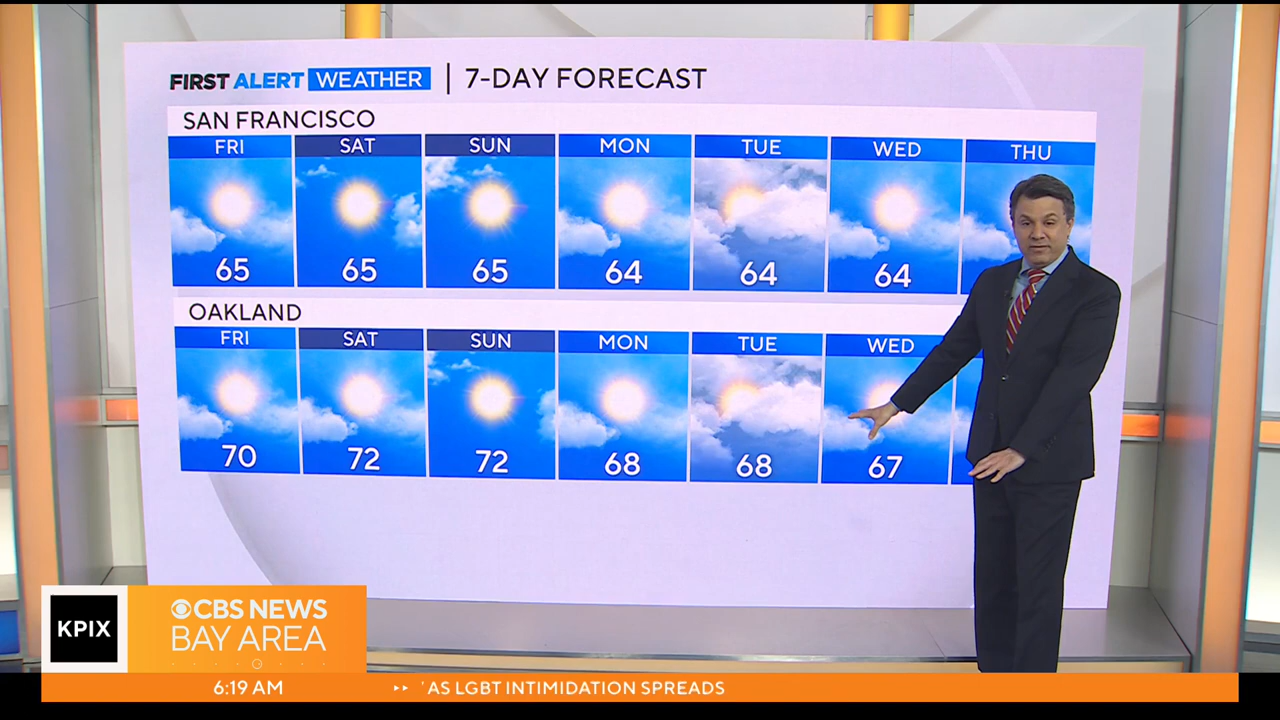 FIRST ALERT WEATHER | 7-DAY FORECAST
SAN FRANCISCO
FRI SAT SUN MON TUE WED THU
65 65 65 64 64 64
OAKLAND
FRI SAT SUN MON TUE WED
70 72 72 68 68 67
KPIX
CBS NEWS
BAY AREA
6:19 AM
' AS LGBT INTIMIDATION SPREADS